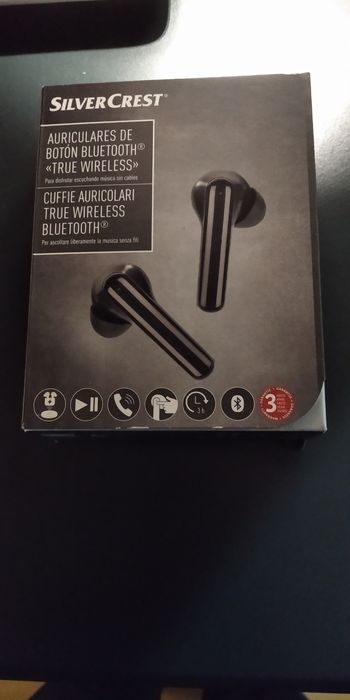 SILVERCREST®
AURICULARES DE
BOTÓN BLUETOOTH®
«TRUE WIRELESS»
Para disfrutar escuchando música sin cables
CUFFIE AURICOLARI
TRUE WIRELESS
BLUETOOTH®
Per ascoltare liberamente la musica senza fili
3 h
3